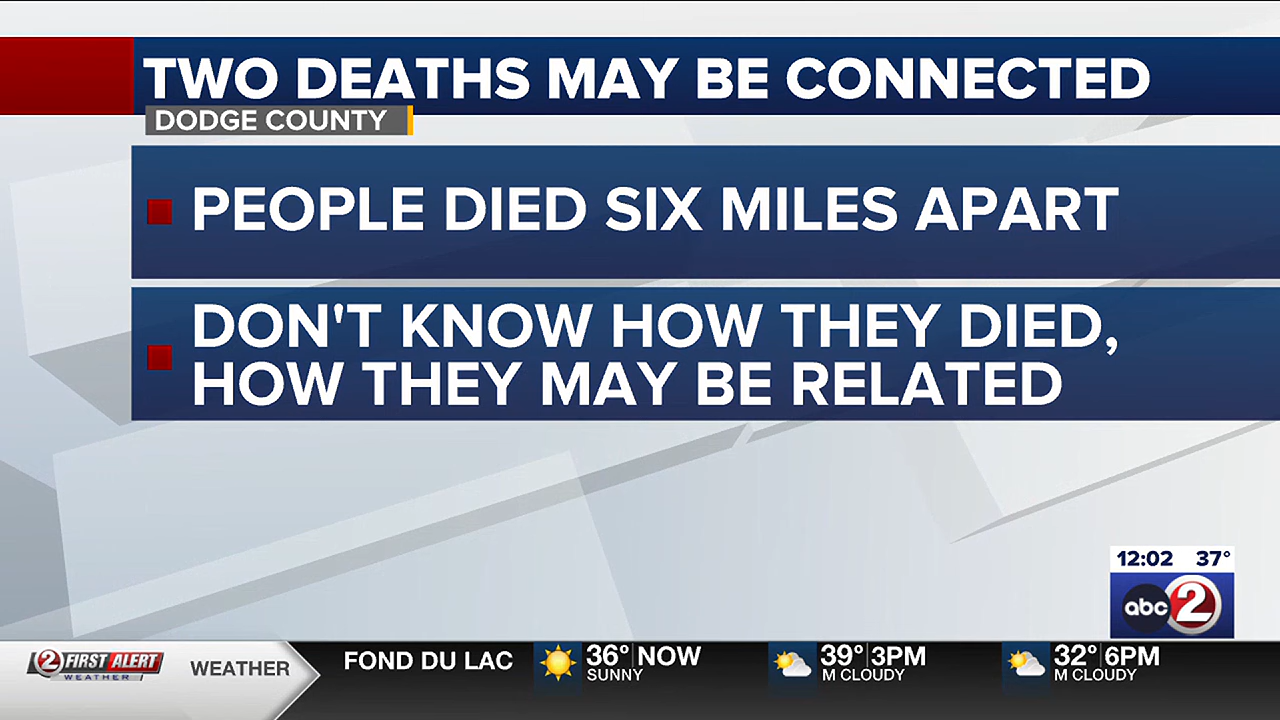 TWO DEATHS MAY BE CONNECTED
DODGE COUNTY
PEOPLE DIED SIX MILES APART
DON'T KNOW HOW THEY DIED,
HOW THEY MAY BE RELATED
12:02 37°
abc 2
2 FIRST ALERT
WEATHER
WEATHER
FOND DU LAC
36° NOW
SUNNY
39° 3PM
M CLOUDY
32° 6PM
M CLOUDY